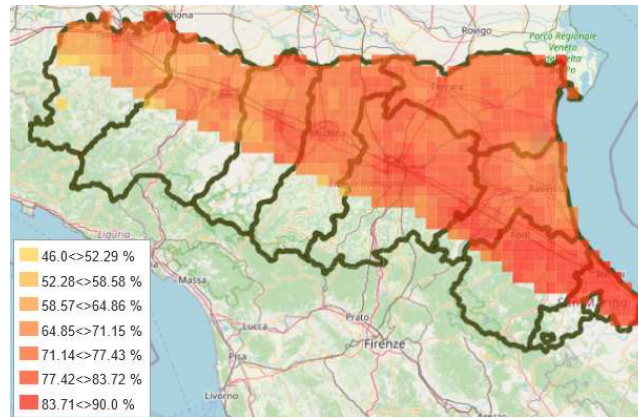 Rovigo
Parco Regionale
Veneto
Po
Ferrara
Modena
Forlì
Liguria
Massa
Lucca
Prato
Firenze
Pisa
Livorno
46.0<>52.29 %
52.28<>58.58 %
58.57<>64.86 %
64.85<>71.15 %
71.14<>77.43 %
77.42<>83.72 %
83.71<>90.0 %